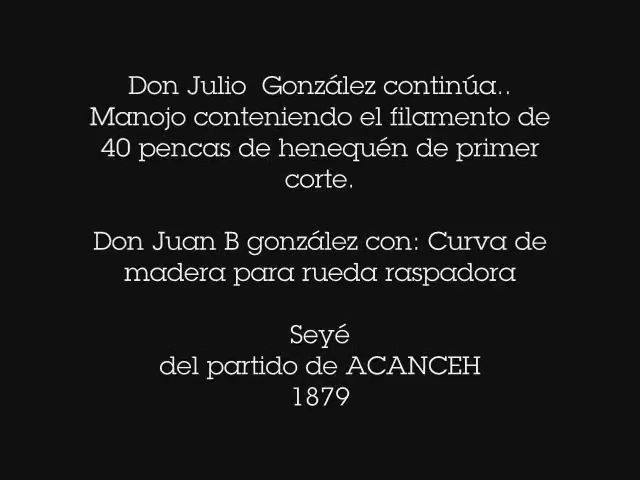 Don Julio  González continúa..
Manojo conteniendo el filamento de
40 pencas de henequén de primer
corte.
Don Juan B gonzález con: Curva de
madera para rueda raspadora
Seyé
del partido de ACANCEH
1879